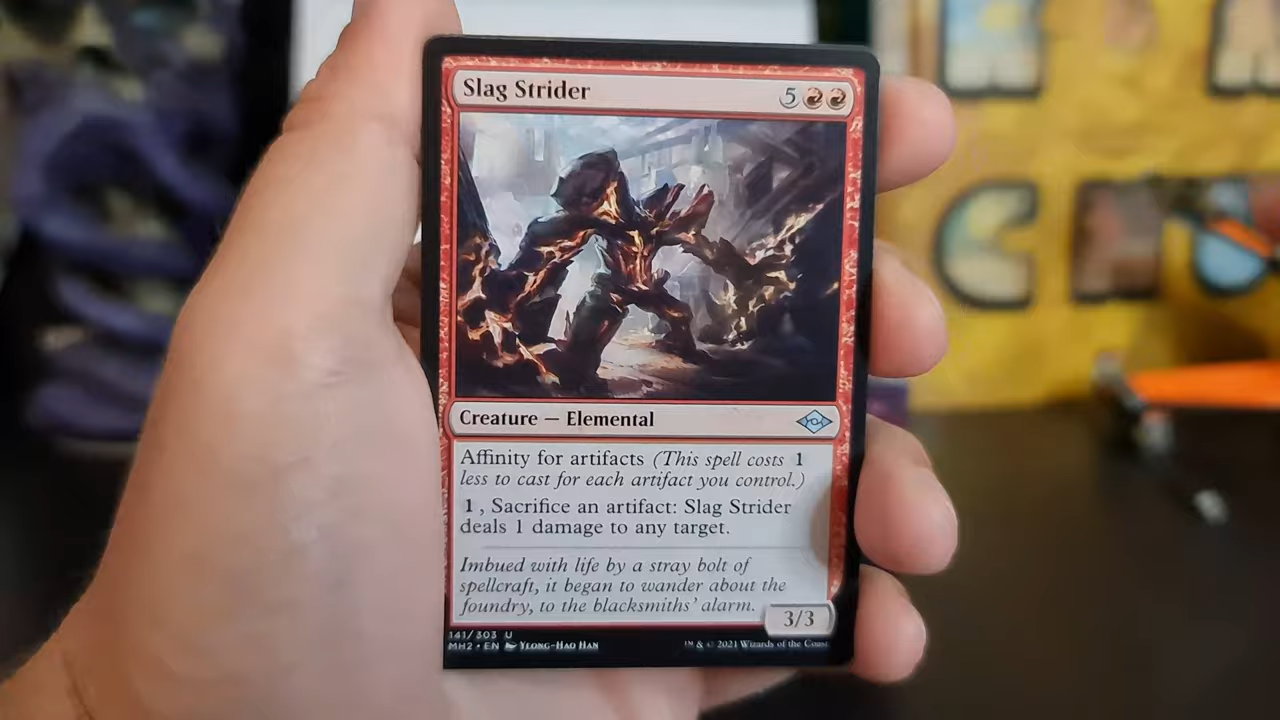 Slag Strider 5
Creature — Elemental
Affinity for artifacts (This spell costs 1
less to cast for each artifact you control.)
1, Sacrifice an artifact: Slag Strider
deals 1 damage to any target.
Imbued with life by a stray bolt of
spellcraft, it began to wander about the
foundry, to the blacksmiths' alarm.
3/3
141/303 U
MH2 • EN Yeong-Hao Han
™ & © 2021 Wizards of the Coast